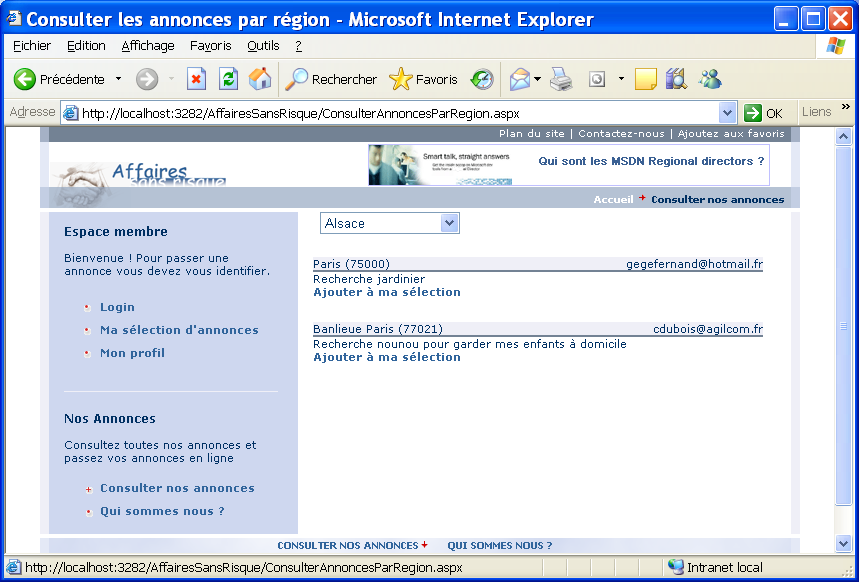 Consulter les annonces par région - Microsoft Internet Explorer
Fichier Edition Affichage Favoris Outils ?
Précédente Rechercher Favoris
Adresse http://localhost:3282/AffairesSansRisque/ConsulterAnnoncesParRegion.aspx OK Liens »
Plan du site | Contactez-nous | Ajoutez aux favoris
Affaires
sans risque
Smart talk, straight answers
Qui sont les MSDN Regional directors ?
Accueil Consulter nos annonces
Espace membre
Bienvenue ! Pour passer une
annonce vous devez vous identifier.
Login
Ma sélection d'annonces
Mon profil
Nos Annonces
Consultez toutes nos annonces et
passez vos annonces en ligne
Consulter nos annonces
Qui sommes nous ?
Alsace
Paris (75000) gegefernand@hotmail.fr
Recherche jardinier
Ajouter à ma sélection
Banlieue Paris (77021) cdubois@agilcom.fr
Recherche nounou pour garder mes enfants à domicile
Ajouter à ma sélection
CONSULTER NOS ANNONCES QUI SOMMES NOUS ?
http://localhost:3282/AffairesSansRisque/ConsulterAnnoncesParRegion.aspx Intranet local